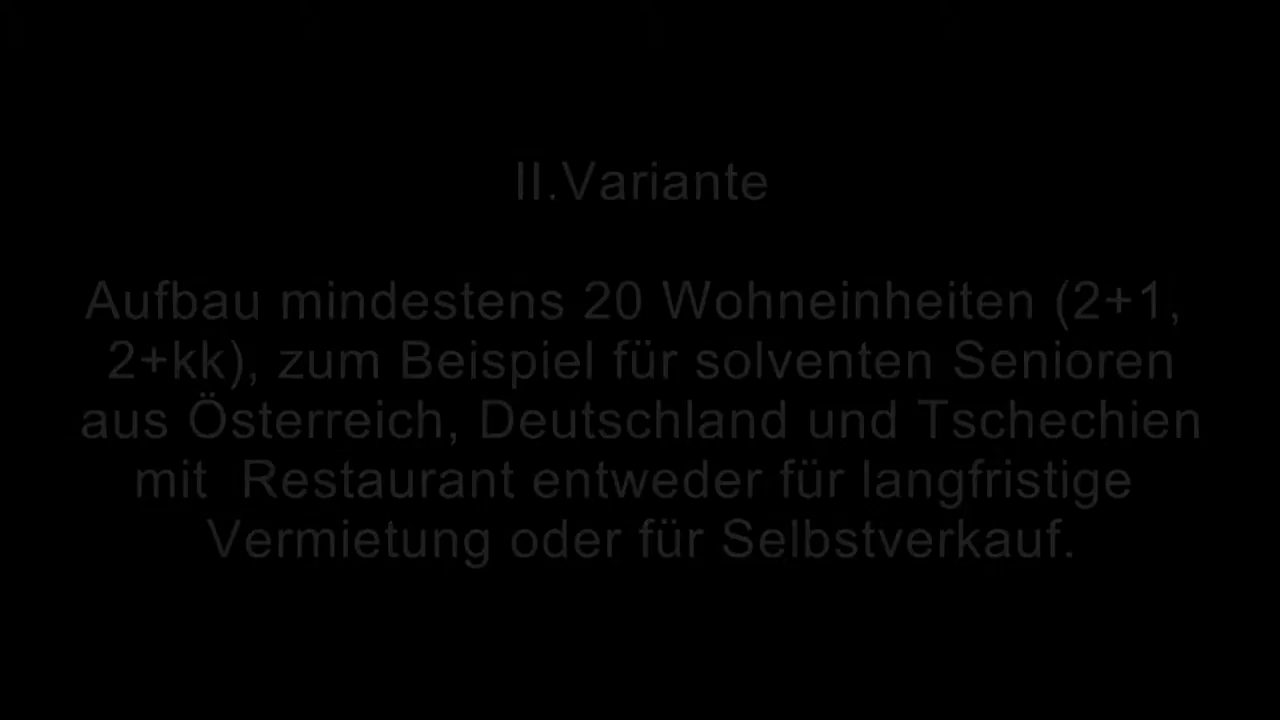 II.Variante
Aufbau mindestens 20 Wohneinheiten (2+1,
2+kk), zum Beispiel für solventen Senioren
aus Österreich, Deutschland und Tschechien
mit  Restaurant entweder für langfristige
Vermietung oder für Selbstverkauf.